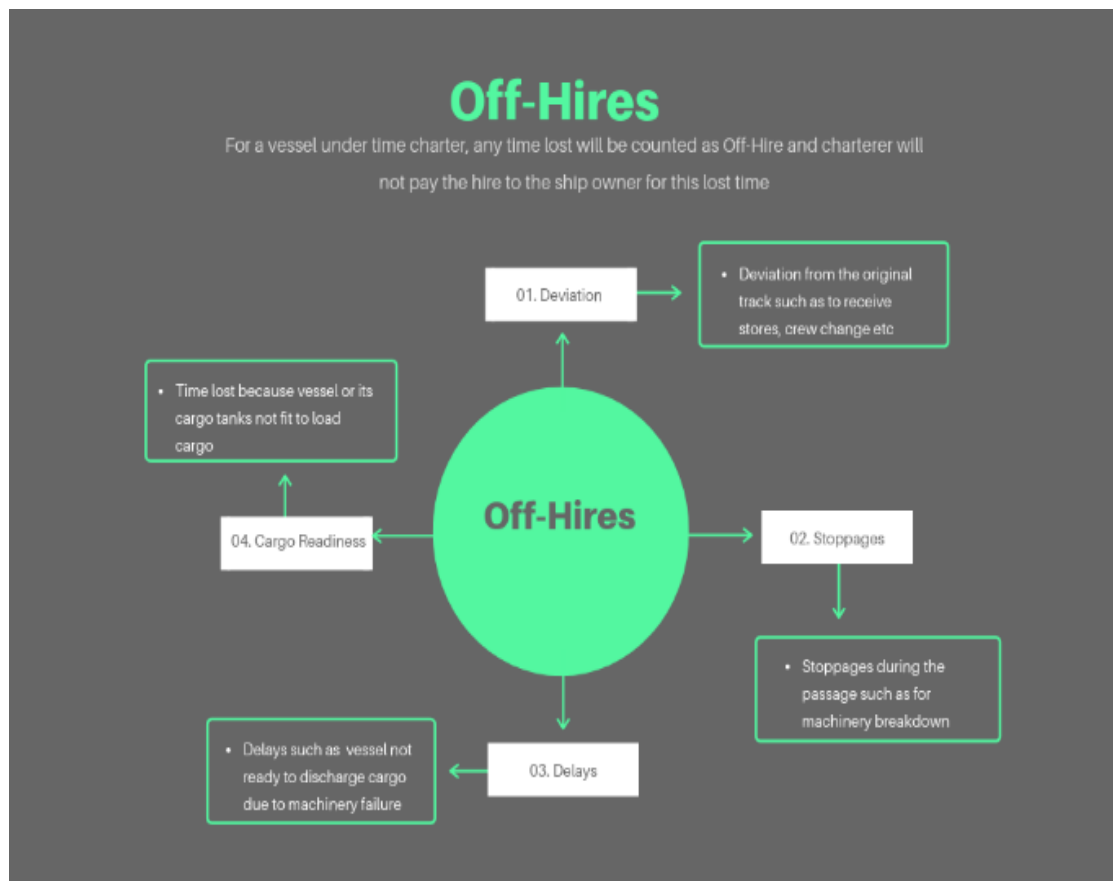 Off-Hires
For a vessel under time charter, any time lost will be counted as Off-Hire and charterer will
not pay the hire to the ship owner for this lost time
01. Deviation
• Deviation from the original
track such as to receive
stores, crew change etc
• Time lost because vessel or its
cargo tanks not fit to load
cargo
Off-Hires
04. Cargo Readiness
02. Stoppages
• Stoppages during the
passage such as for
machinery breakdown
• Delays such as vessel not
ready to discharge cargo
due to machinery failure
03. Delays